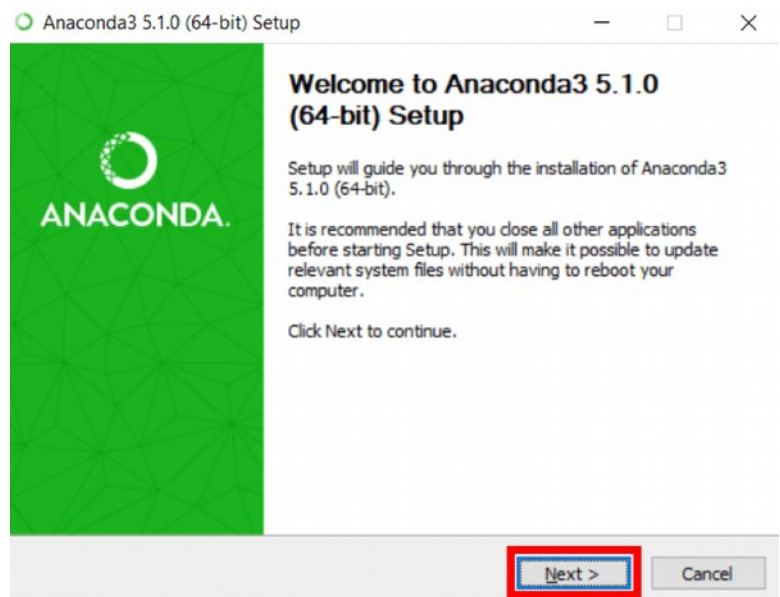 Anaconda3 5.1.0 (64-bit) Setup
ANACONDA.
Welcome to Anaconda3 5.1.0
(64-bit) Setup
Setup will guide you through the installation of Anaconda3
5.1.0 (64-bit).
It is recommended that you close all other applications
before starting Setup. This will make it possible to update
relevant system files without having to reboot your
computer.
Click Next to continue.
Next >
Cancel